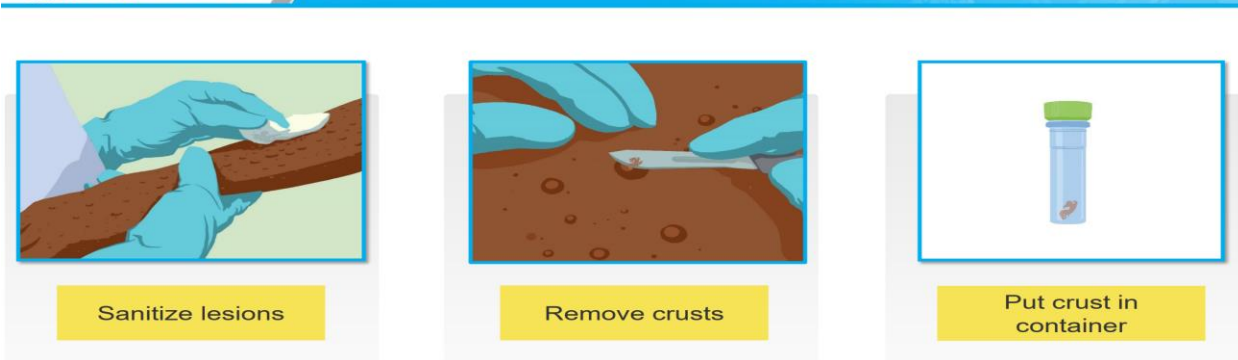 Sanitize lesions
Remove crusts
Put crust in
container